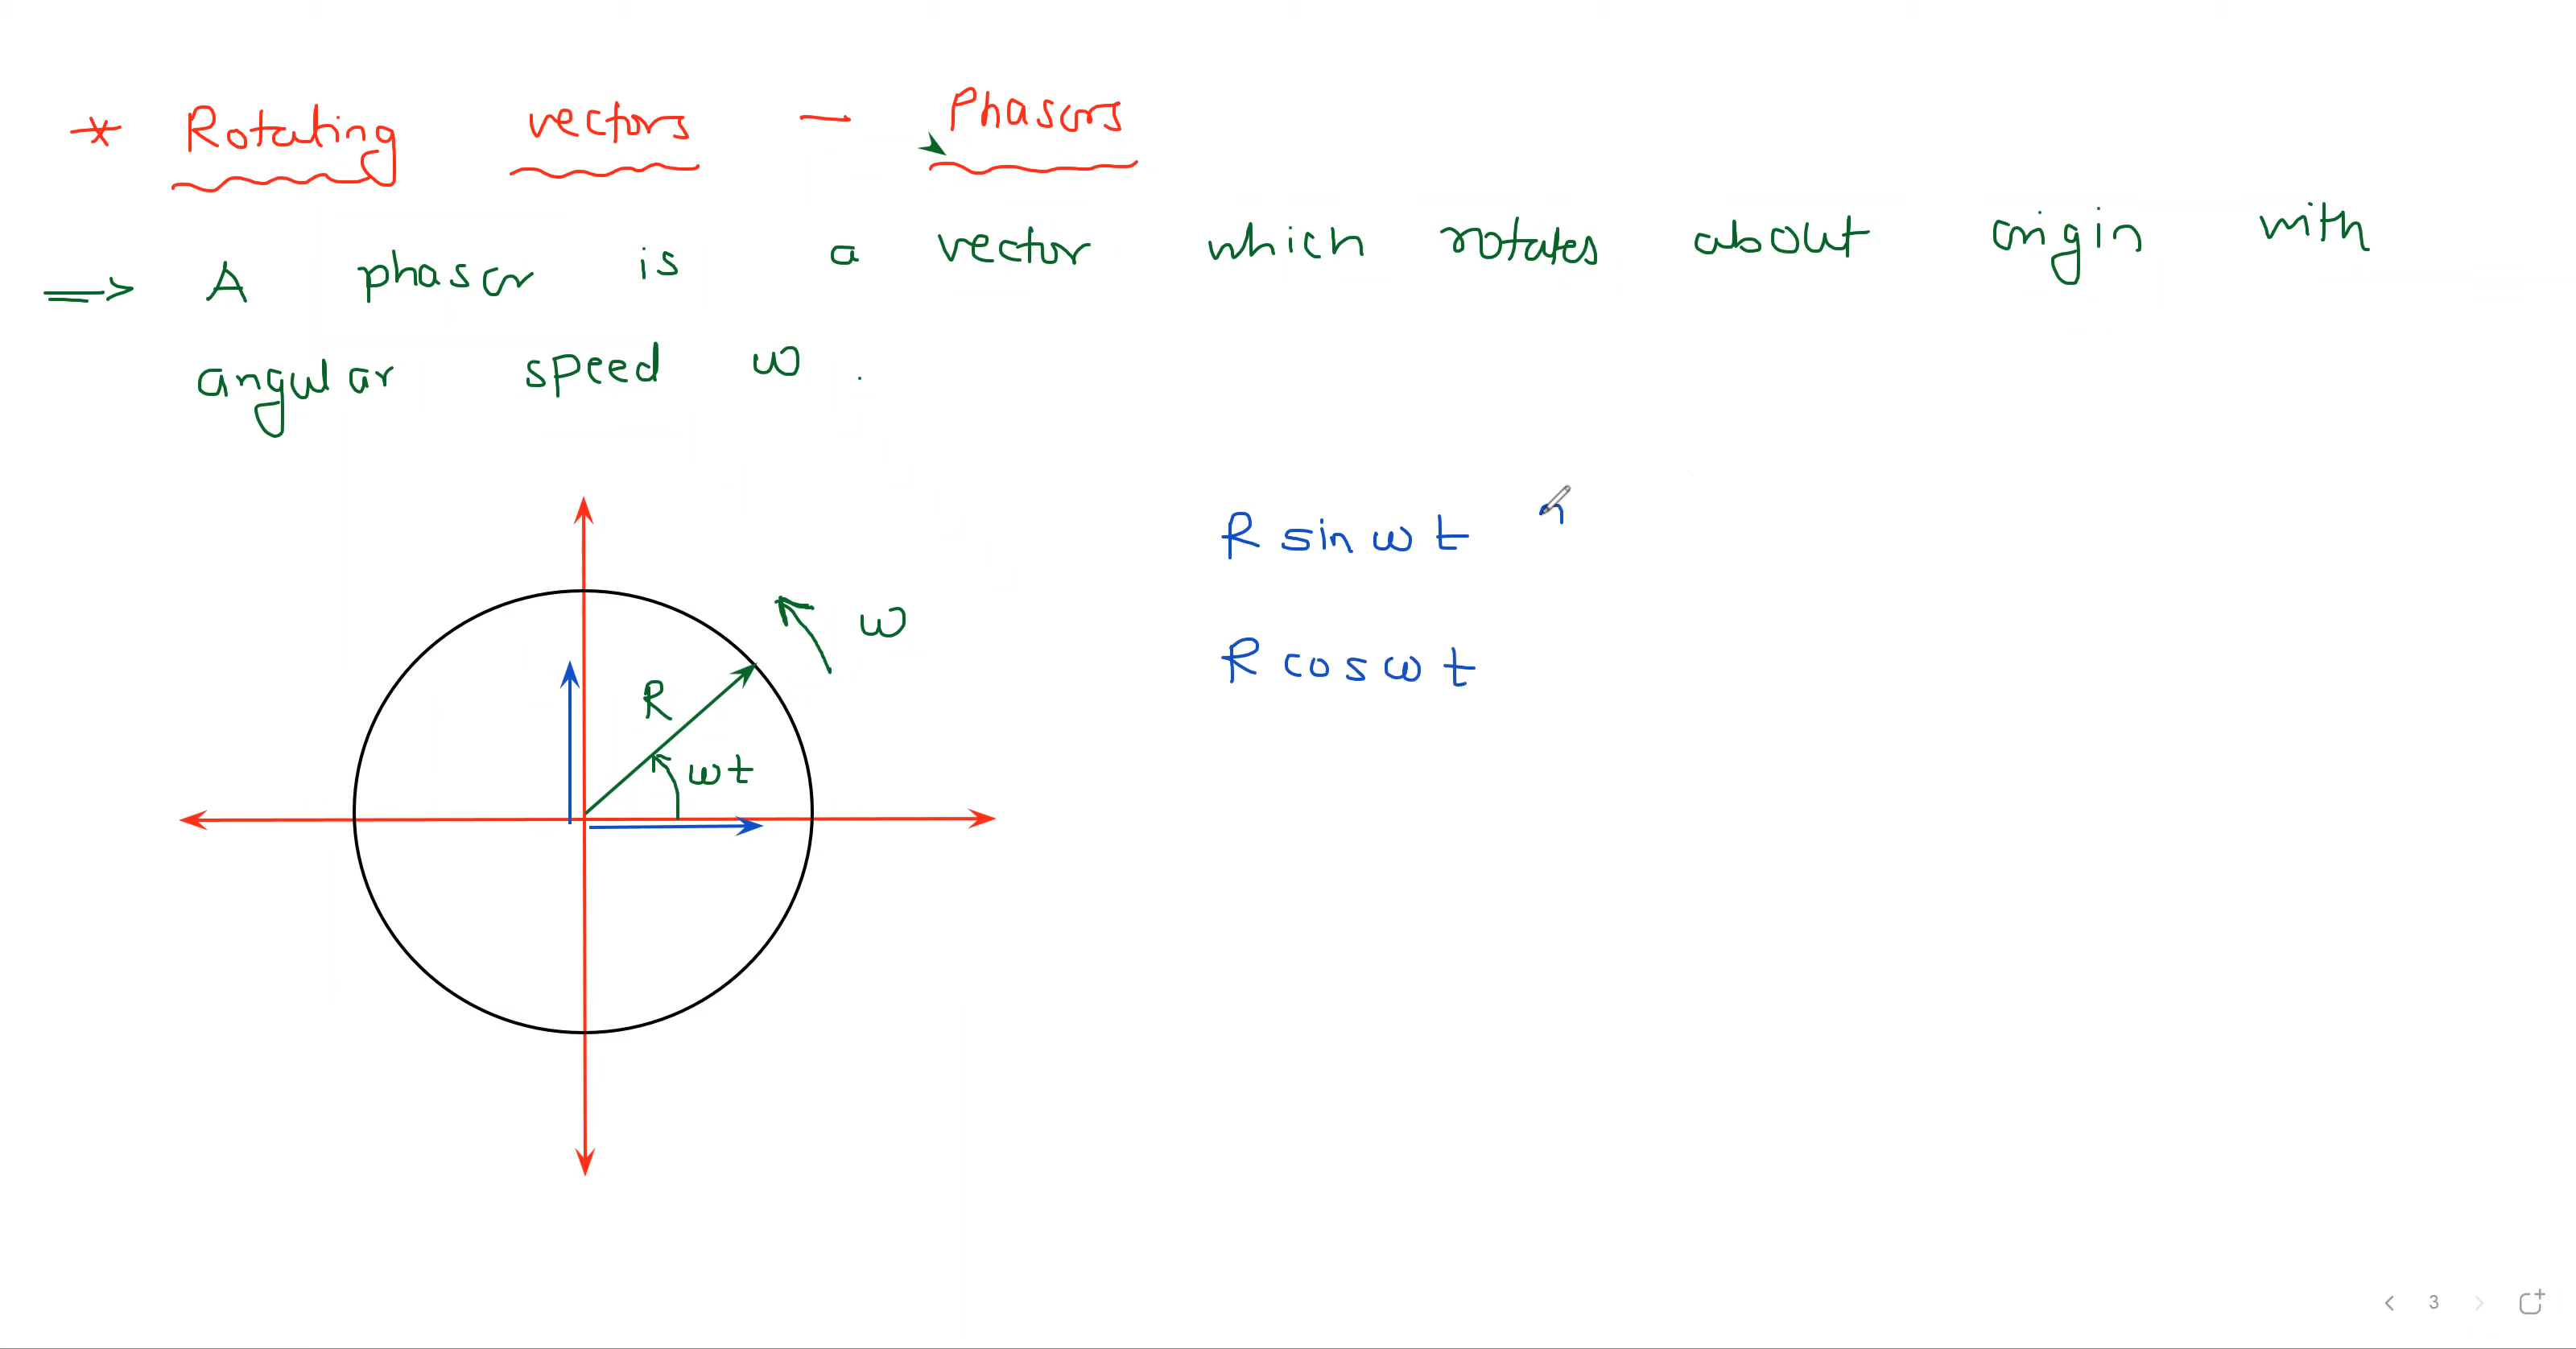 * Rotating vectors - Phasors
=> A phasor is a vector which rotates about origin with
angular speed ω.
ω
R
ωt
R sin ωt
R cos ωt
3